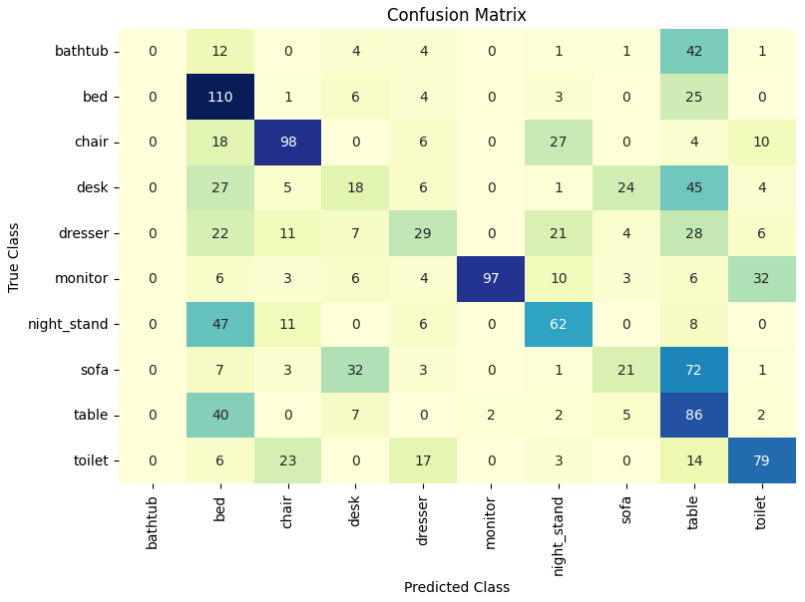 Confusion Matrix
True Class
bathtub 0 12 0 4 4 0 1 1 42 1
bed 0 110 1 6 4 0 3 0 25 0
chair 0 18 98 0 6 0 27 0 4 10
desk 0 27 5 18 6 0 1 24 45 4
dresser 0 22 11 7 29 0 21 4 28 6
monitor 0 6 3 6 4 97 10 3 6 32
night_stand 0 47 11 0 6 0 62 0 8 0
sofa 0 7 3 32 3 0 1 21 72 1
table 0 40 0 7 0 2 2 5 86 2
toilet 0 6 23 0 17 0 3 0 14 79
bathtub bed chair desk dresser monitor night_stand sofa table toilet
Predicted Class